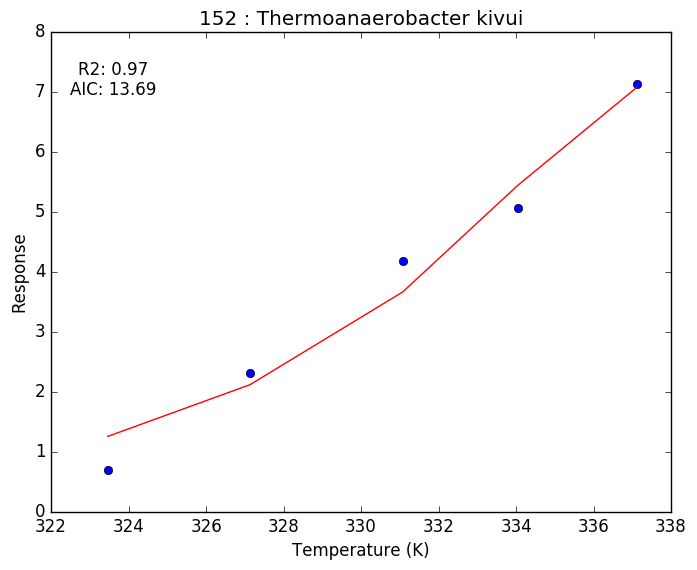 152 : Thermoanaerobacter kivui
R2: 0.97
AIC: 13.69
8
7
6
5
4
3
2
1
0
Response
322 324 326 328 330 332 334 336 338
Temperature (K)